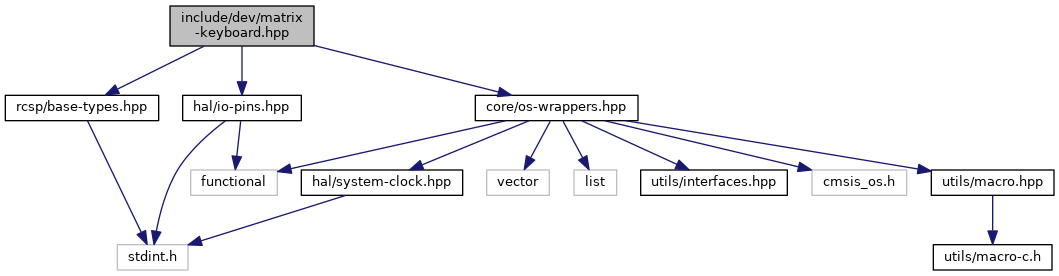 include/dev/matrix
-keyboard.hpp
rcsp/base-types.hpp
hal/io-pins.hpp
core/os-wrappers.hpp
functional
hal/system-clock.hpp
vector
list
utils/interfaces.hpp
cmsis_os.h
utils/macro.hpp
stdint.h
utils/macro-c.h